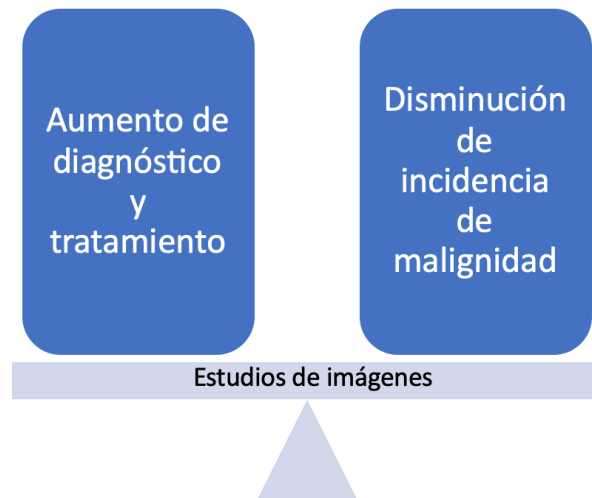 Aumento de
diagnóstico
y
tratamiento
Disminución
de
incidencia
de
malignidad
Estudios de imágenes